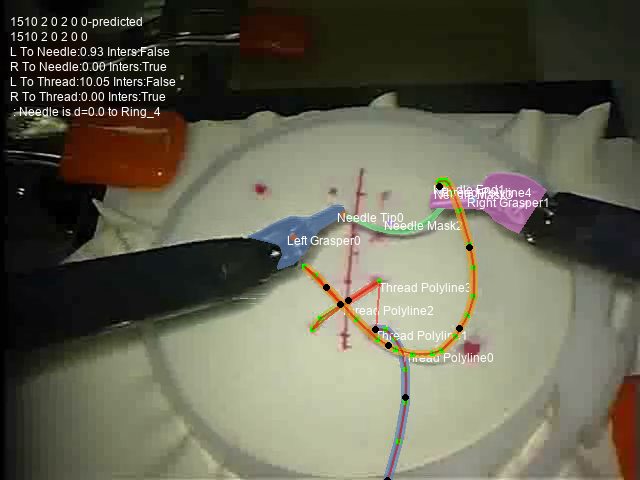 1510 2 0 2 0 0-predicted
1510 2 0 2 0 0
L To Needle:0.93 Inters:False
R To Needle:0.00 Inters:True
L To Thread:10.05 Inters:False
R To Thread:0.00 Inters:True
: Needle is d=0.0 to Ring_4
Right Grasper1
Needle Tip0
Needle Mask2
Left Grasper0
Thread Polyline3
Thread Polyline2
Thread Polyline1
Thread Polyline0